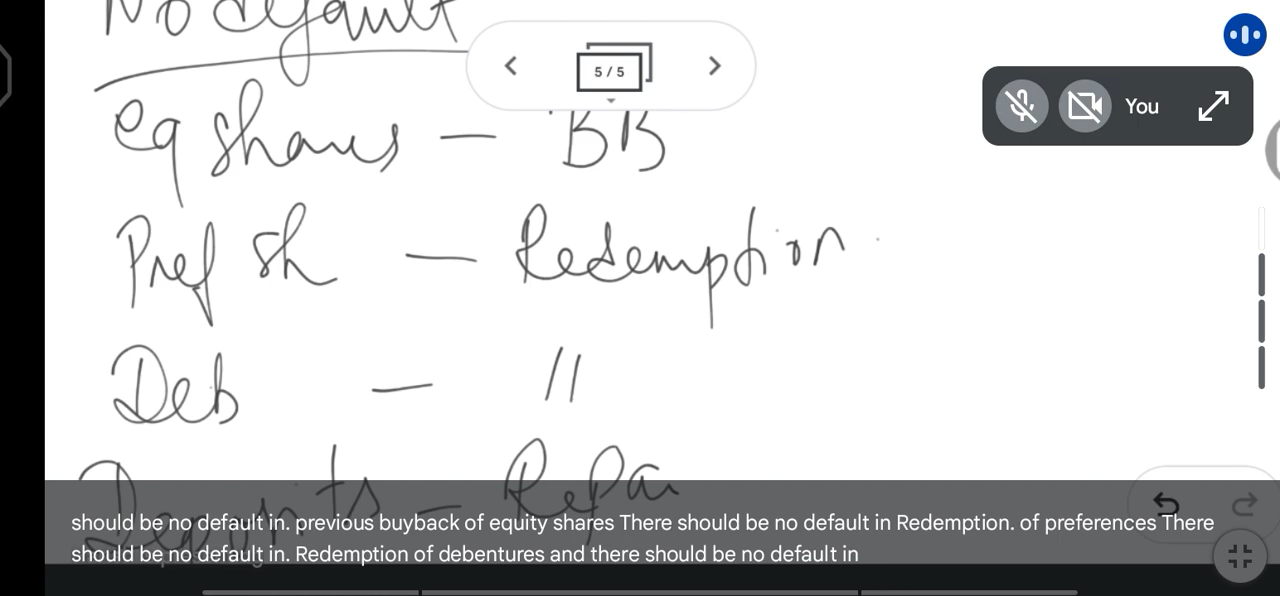 No default
5 / 5
You
eq shares — BB
Pref sh — Redemption
Deb — "
Deposits — Repa
should be no default in. previous buyback of equity shares There should be no default in Redemption. of preferences There
should be no default in. Redemption of debentures and there should be no default in